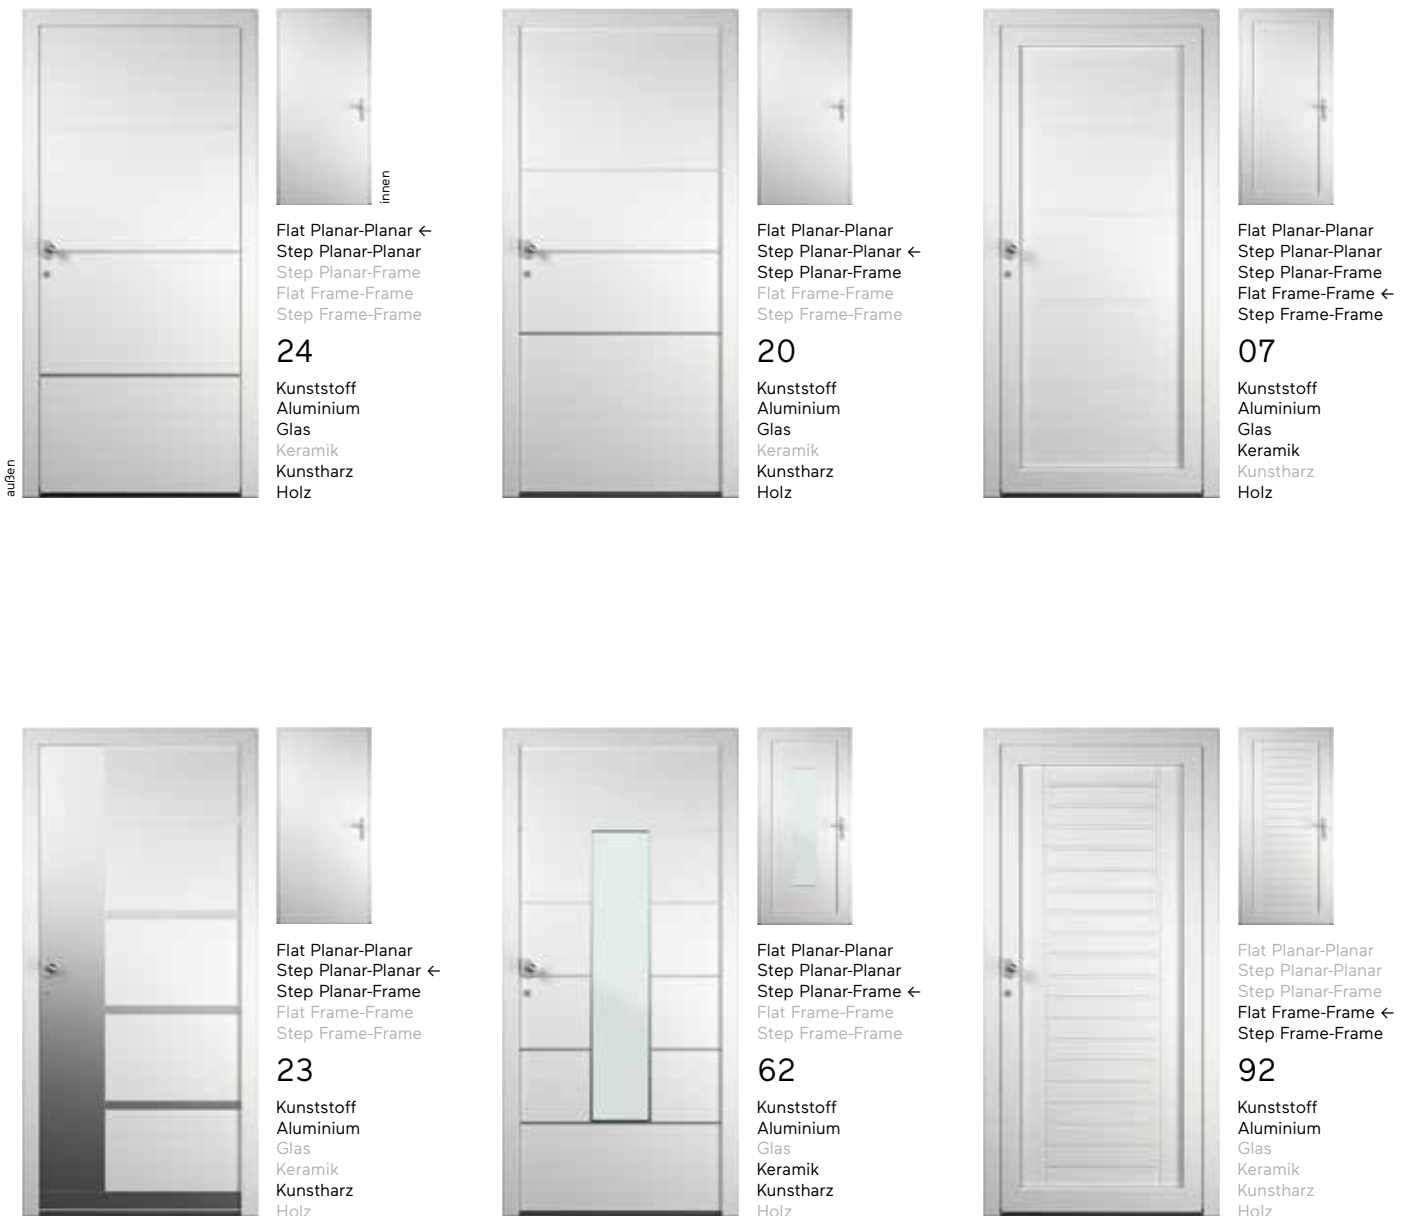 außen
innen
Flat Planar-Planar ←
Step Planar-Planar
Step Planar-Frame
Flat Frame-Frame
Step Frame-Frame
24
Kunststoff
Aluminium
Glas
Keramik
Kunstharz
Holz
Flat Planar-Planar
Step Planar-Planar ←
Step Planar-Frame
Flat Frame-Frame
Step Frame-Frame
20
Kunststoff
Aluminium
Glas
Keramik
Kunstharz
Holz
Flat Planar-Planar
Step Planar-Planar
Step Planar-Frame
Flat Frame-Frame ←
Step Frame-Frame
07
Kunststoff
Aluminium
Glas
Keramik
Kunstharz
Holz
Flat Planar-Planar
Step Planar-Planar ←
Step Planar-Frame
Flat Frame-Frame
Step Frame-Frame
23
Kunststoff
Aluminium
Glas
Keramik
Kunstharz
Holz
Flat Planar-Planar
Step Planar-Planar
Step Planar-Frame ←
Flat Frame-Frame
Step Frame-Frame
62
Kunststoff
Aluminium
Glas
Keramik
Kunstharz
Holz
Flat Planar-Planar
Step Planar-Planar
Step Planar-Frame
Flat Frame-Frame ←
Step Frame-Frame
92
Kunststoff
Aluminium
Glas
Keramik
Kunstharz
Holz